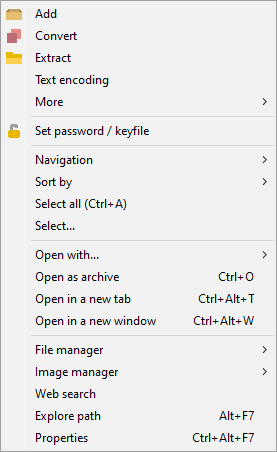 Add
Convert
Extract
Text encoding
More
Set password / keyfile
Navigation
Sort by
Select all (Ctrl+A)
Select...
Open with...
Open as archive Ctrl+O
Open in a new tab Ctrl+Alt+T
Open in a new window Ctrl+Alt+W
File manager
Image manager
Web search
Explore path Alt+F7
Properties Ctrl+Alt+F7